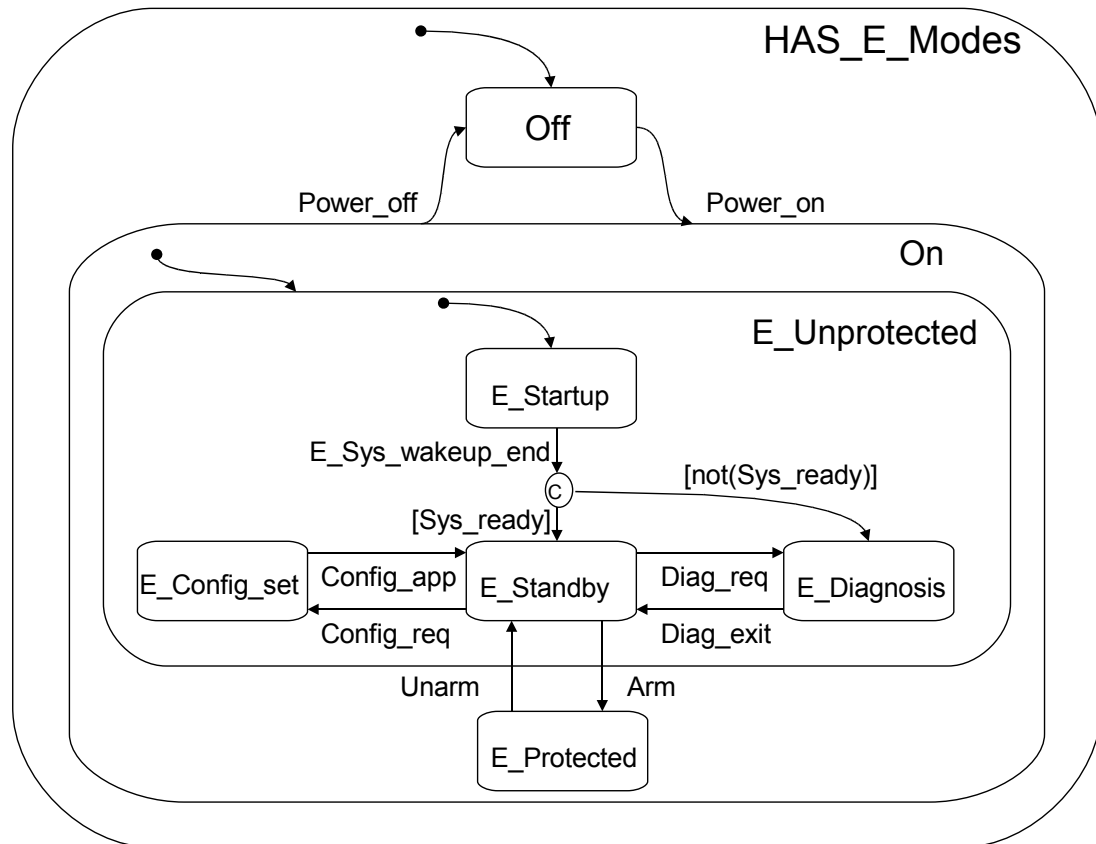 HAS_E_Modes
Off
Power_off
Power_on
On
E_Unprotected
E_Startup
E_Sys_wakeup_end
[not(Sys_ready)]
C
[Sys_ready]
E_Config_set
Config_app
E_Standby
Diag_req
E_Diagnosis
Config_req
Diag_exit
Unarm
Arm
E_Protected